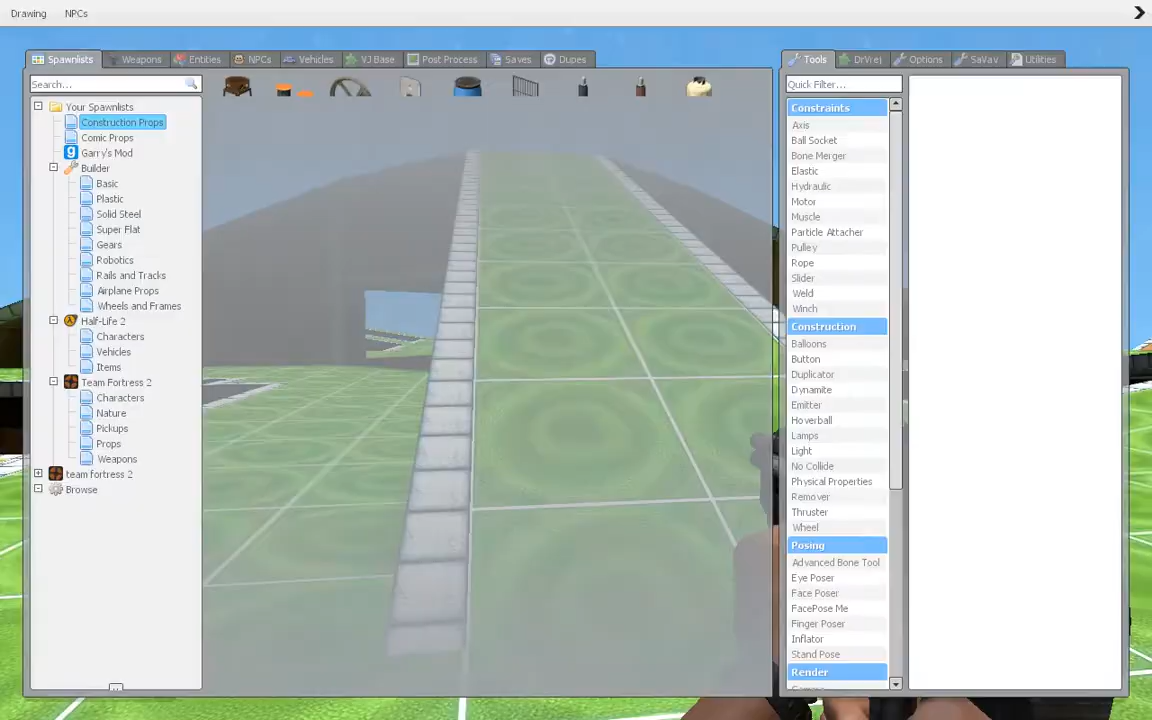 Drawing NPCs
Spawnlists Weapons Entities NPCs Vehicles VJ Base Post Process Saves Dupes
Search...
Your Spawnlists
Construction Props
Comic Props
Garry's Mod
Builder
Basic
Plastic
Solid Steel
Super Flat
Gears
Robotics
Rails and Tracks
Airplane Props
Wheels and Frames
Half-Life 2
Characters
Vehicles
Items
Team Fortress 2
Characters
Nature
Pickups
Props
Weapons
team fortress 2
Browse
Tools DrVrej Options SaVav Utilities
Quick Filter...
Constraints
Axis
Ball Socket
Bone Merger
Elastic
Hydraulic
Motor
Muscle
Particle Attacher
Pulley
Rope
Slider
Weld
Winch
Construction
Balloons
Button
Duplicator
Dynamite
Emitter
Hoverball
Lamps
Light
No Collide
Physical Properties
Remover
Thruster
Wheel
Posing
Advanced Bone Tool
Eye Poser
Face Poser
FacePose Me
Finger Poser
Inflator
Stand Pose
Render